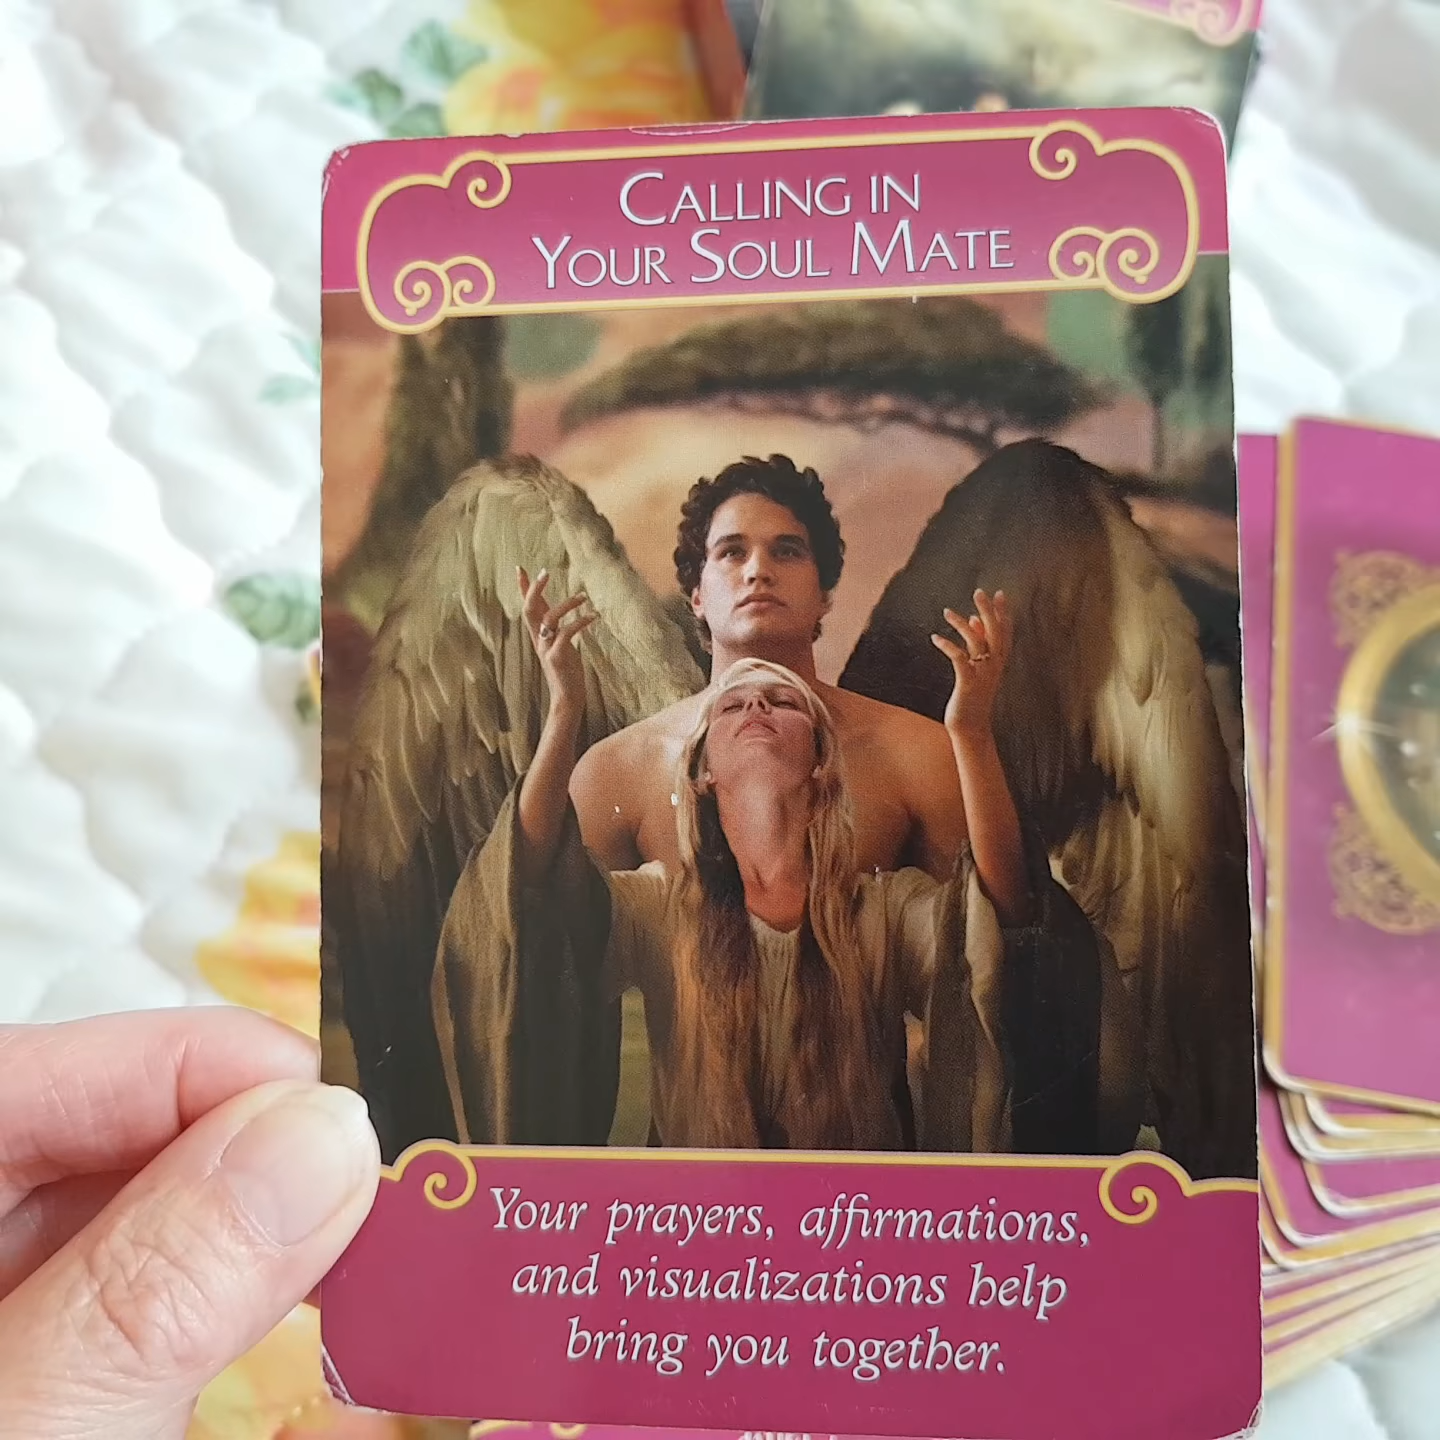 CALLING IN
YOUR SOUL MATE
Your prayers, affirmations,
and visualizations help
bring you together.